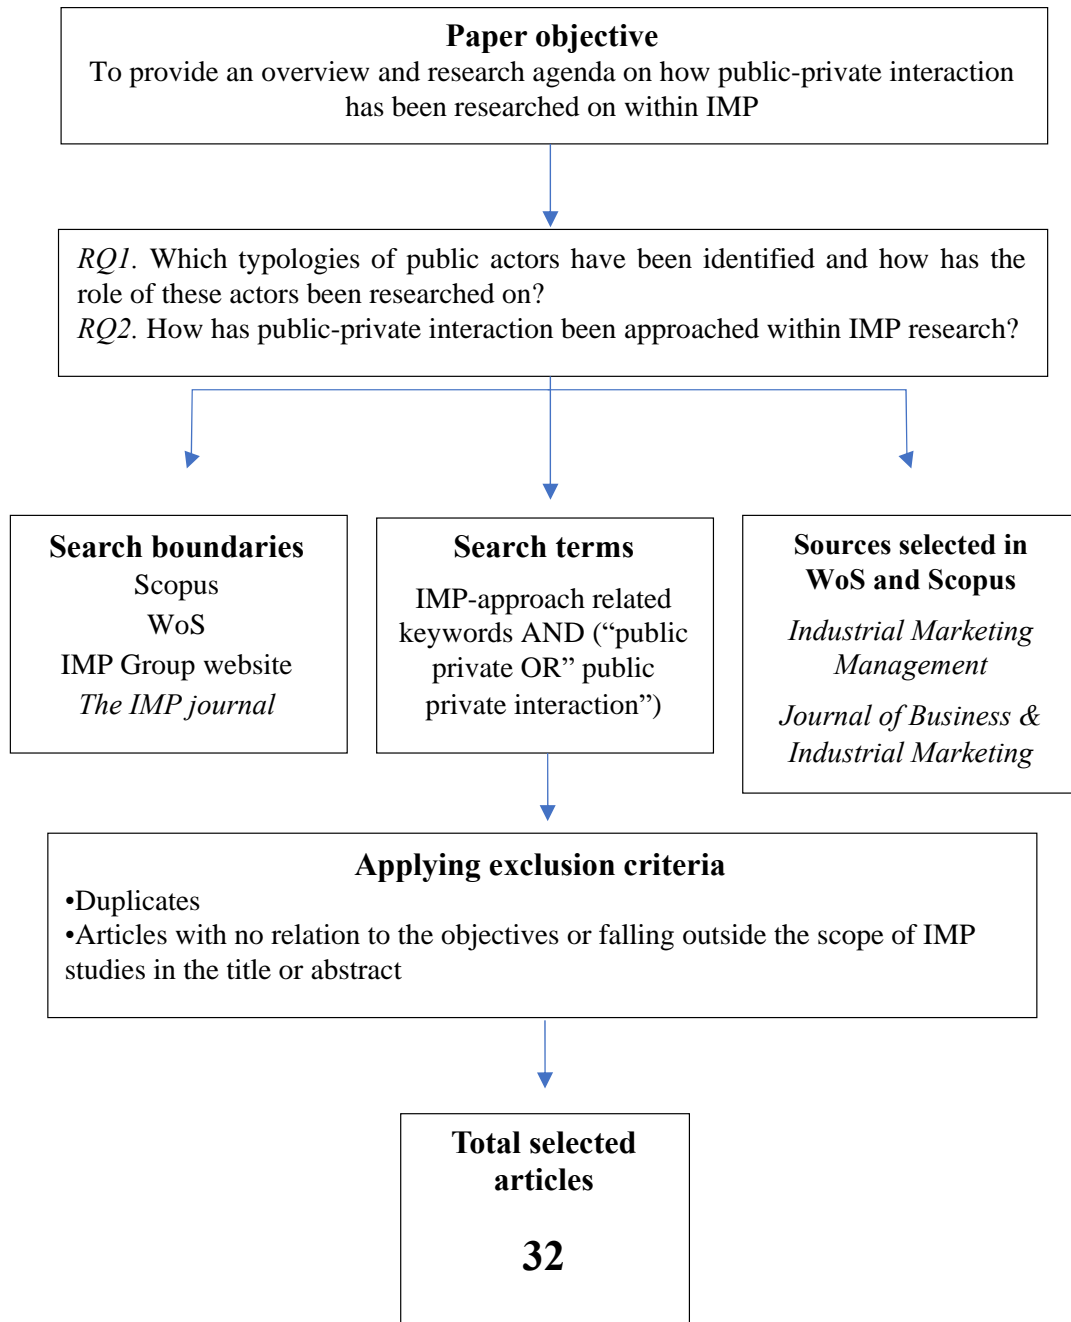 Paper objective
To provide an overview and research agenda on how public-private interaction
has been researched on within IMP
RQ1. Which typologies of public actors have been identified and how has the
role of these actors been researched on?
RQ2. How has public-private interaction been approached within IMP research?
Search boundaries
Scopus
WoS
IMP Group website
The IMP journal
Search terms
IMP-approach related
keywords AND (“public
private OR” public
private interaction”)
Sources selected in
WoS and Scopus
Industrial Marketing
Management
Journal of Business &
Industrial Marketing
Applying exclusion criteria
•Duplicates
•Articles with no relation to the objectives or falling outside the scope of IMP
studies in the title or abstract
Total selected
articles
32